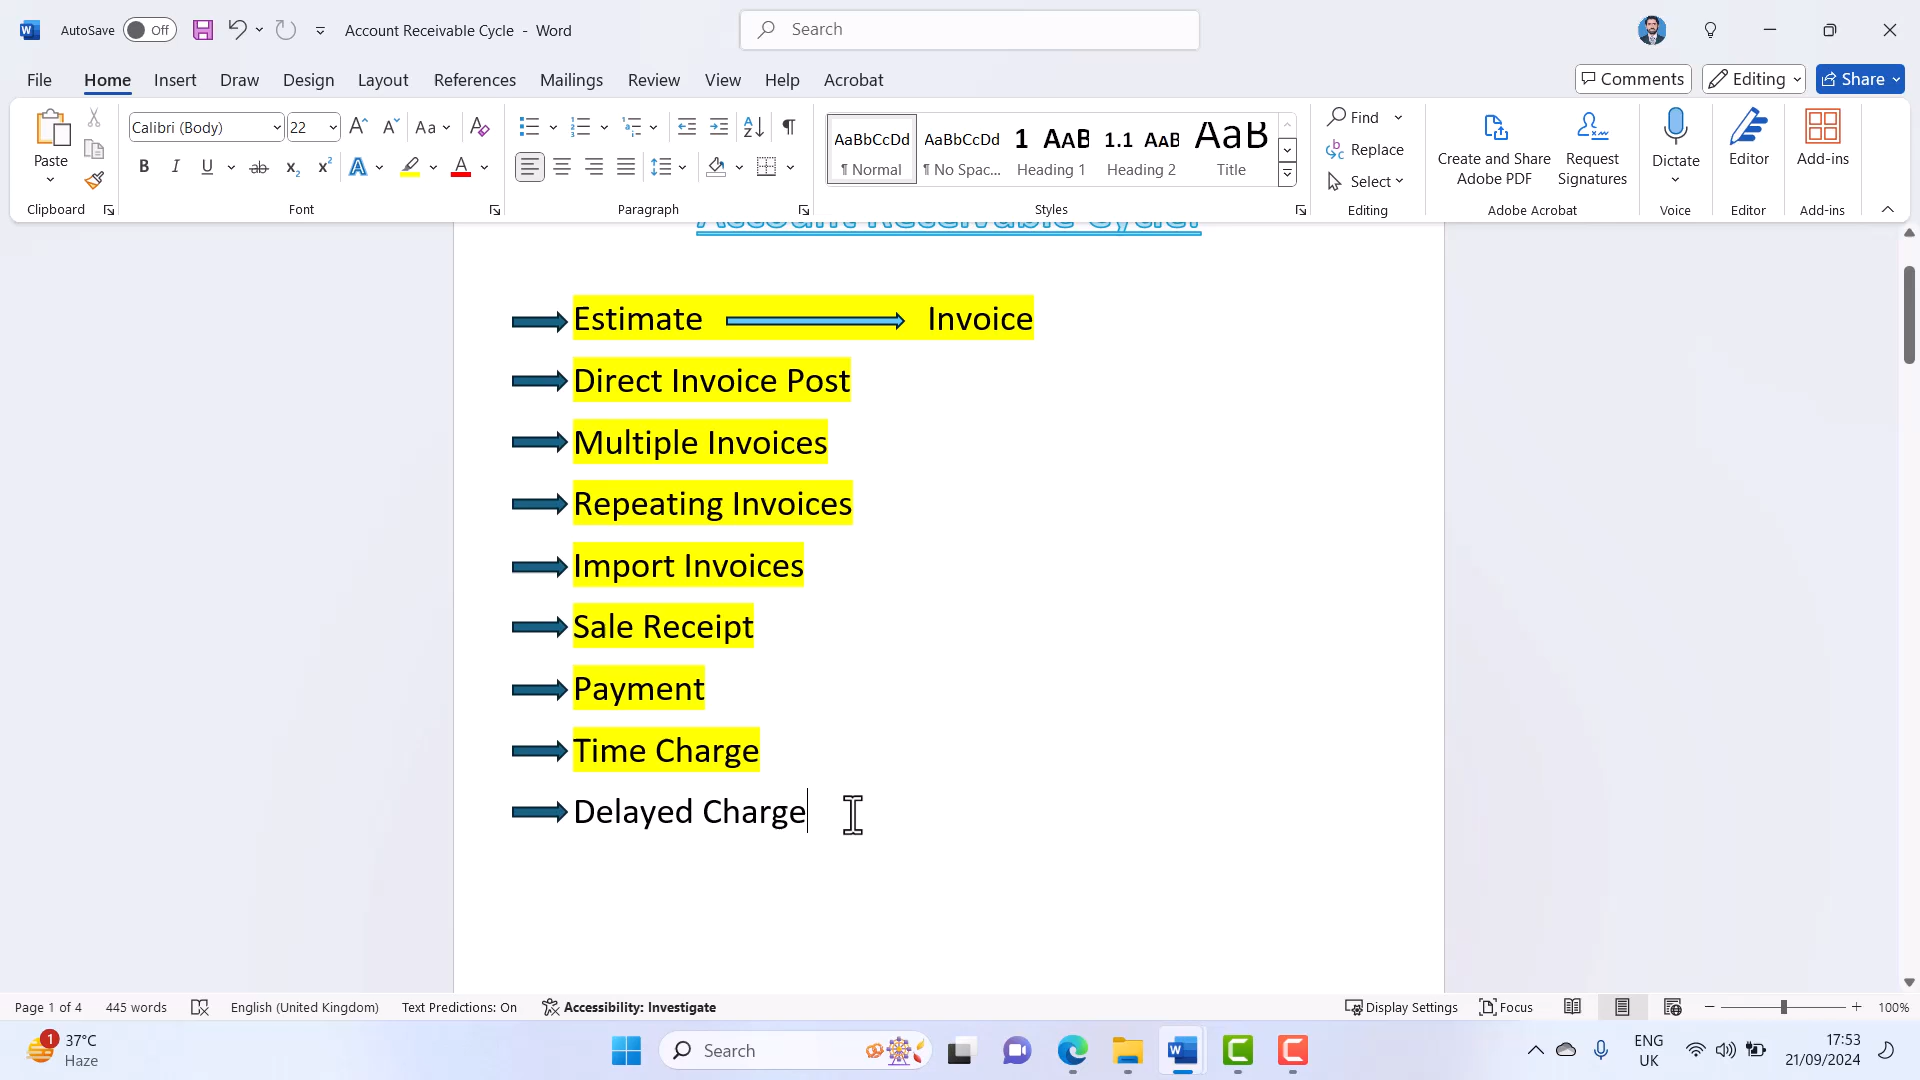 AutoSave Off Account Receivable Cycle - Word Search
File Home Insert Draw Design Layout References Mailings Review View Help Acrobat Comments Editing Share
Paste
Calibri (Body) 22
AaBbCcDd AaBbCcDd 1 AaB 1.1 AaB AaB
¶ Normal ¶ No Spac... Heading 1 Heading 2 Title
Find
Replace
Select
Create and Share Adobe PDF
Request Signatures
Dictate
Editor
Add-ins
Clipboard Font Paragraph Styles Editing Adobe Acrobat Voice Editor Add-ins
Account Receivable Cycle:
Estimate Invoice
Direct Invoice Post
Multiple Invoices
Repeating Invoices
Import Invoices
Sale Receipt
Payment
Time Charge
Delayed Charge
Page 1 of 4 445 words English (United Kingdom) Text Predictions: On Accessibility: Investigate Display Settings Focus 100%
1 37°C
Haze
Search
ENG
UK
17:53
21/09/2024